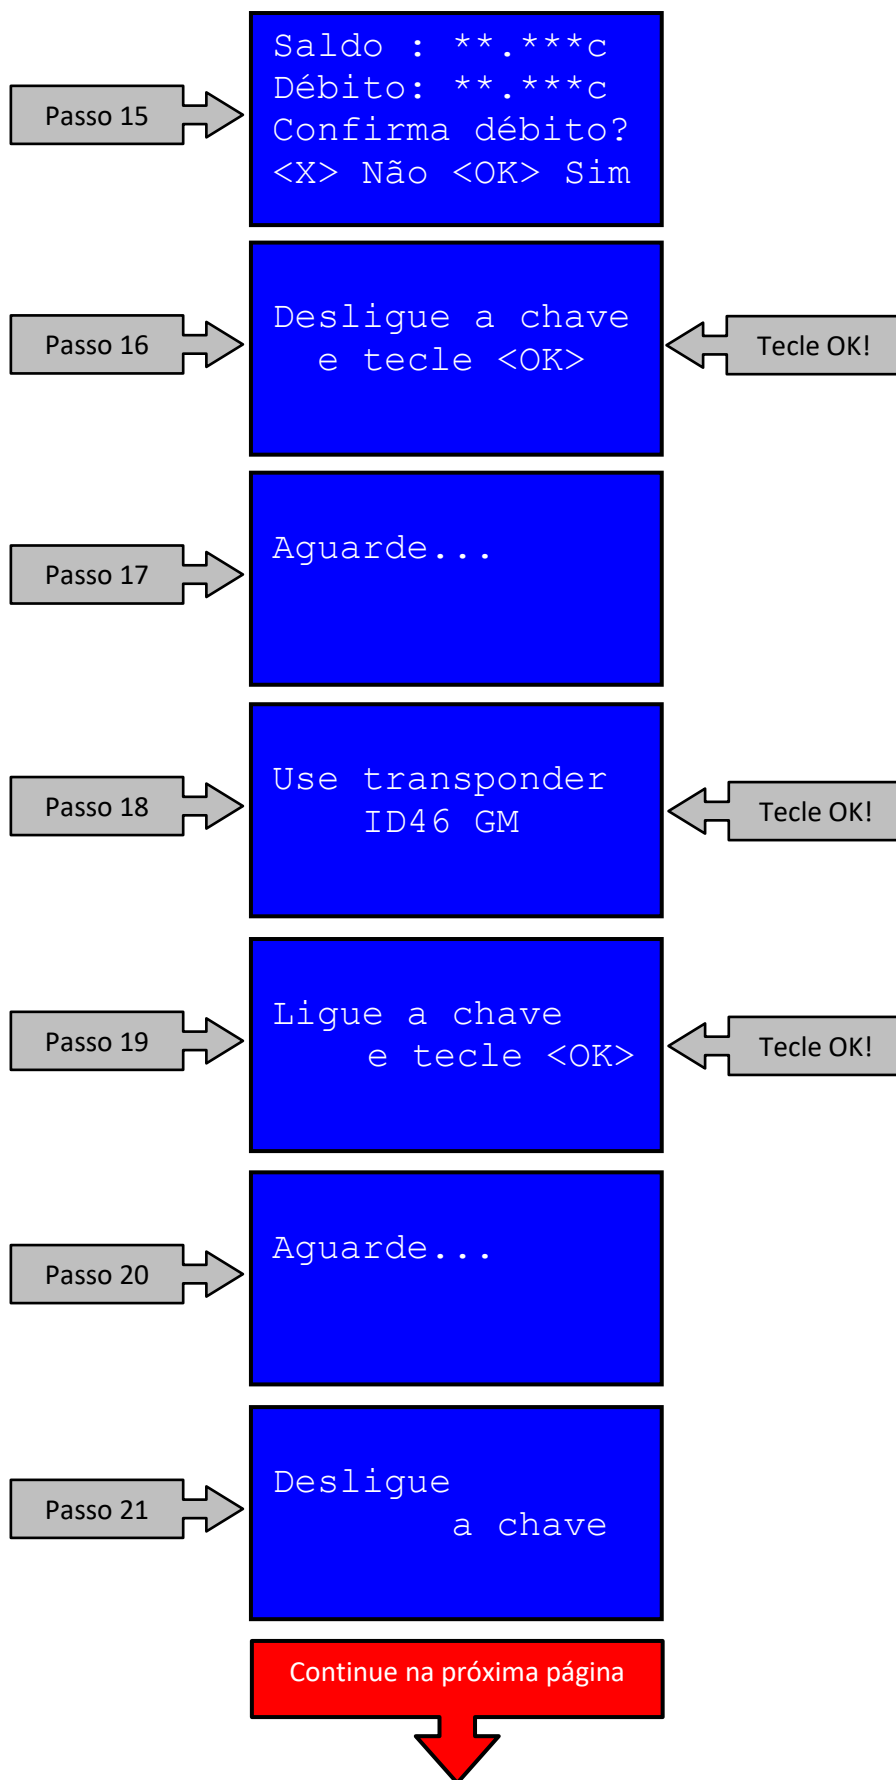 Passo 15
Saldo : **.***c
Débito: **.***c
Confirma débito?
<X> Não <OK> Sim
Passo 16
Desligue a chave
e tecle <OK>
Tecle OK!
Passo 17
Aguarde...
Passo 18
Use transponder
ID46 GM
Tecle OK!
Passo 19
Ligue a chave
e tecle <OK>
Tecle OK!
Passo 20
Aguarde...
Passo 21
Desligue
a chave
Continue na próxima página